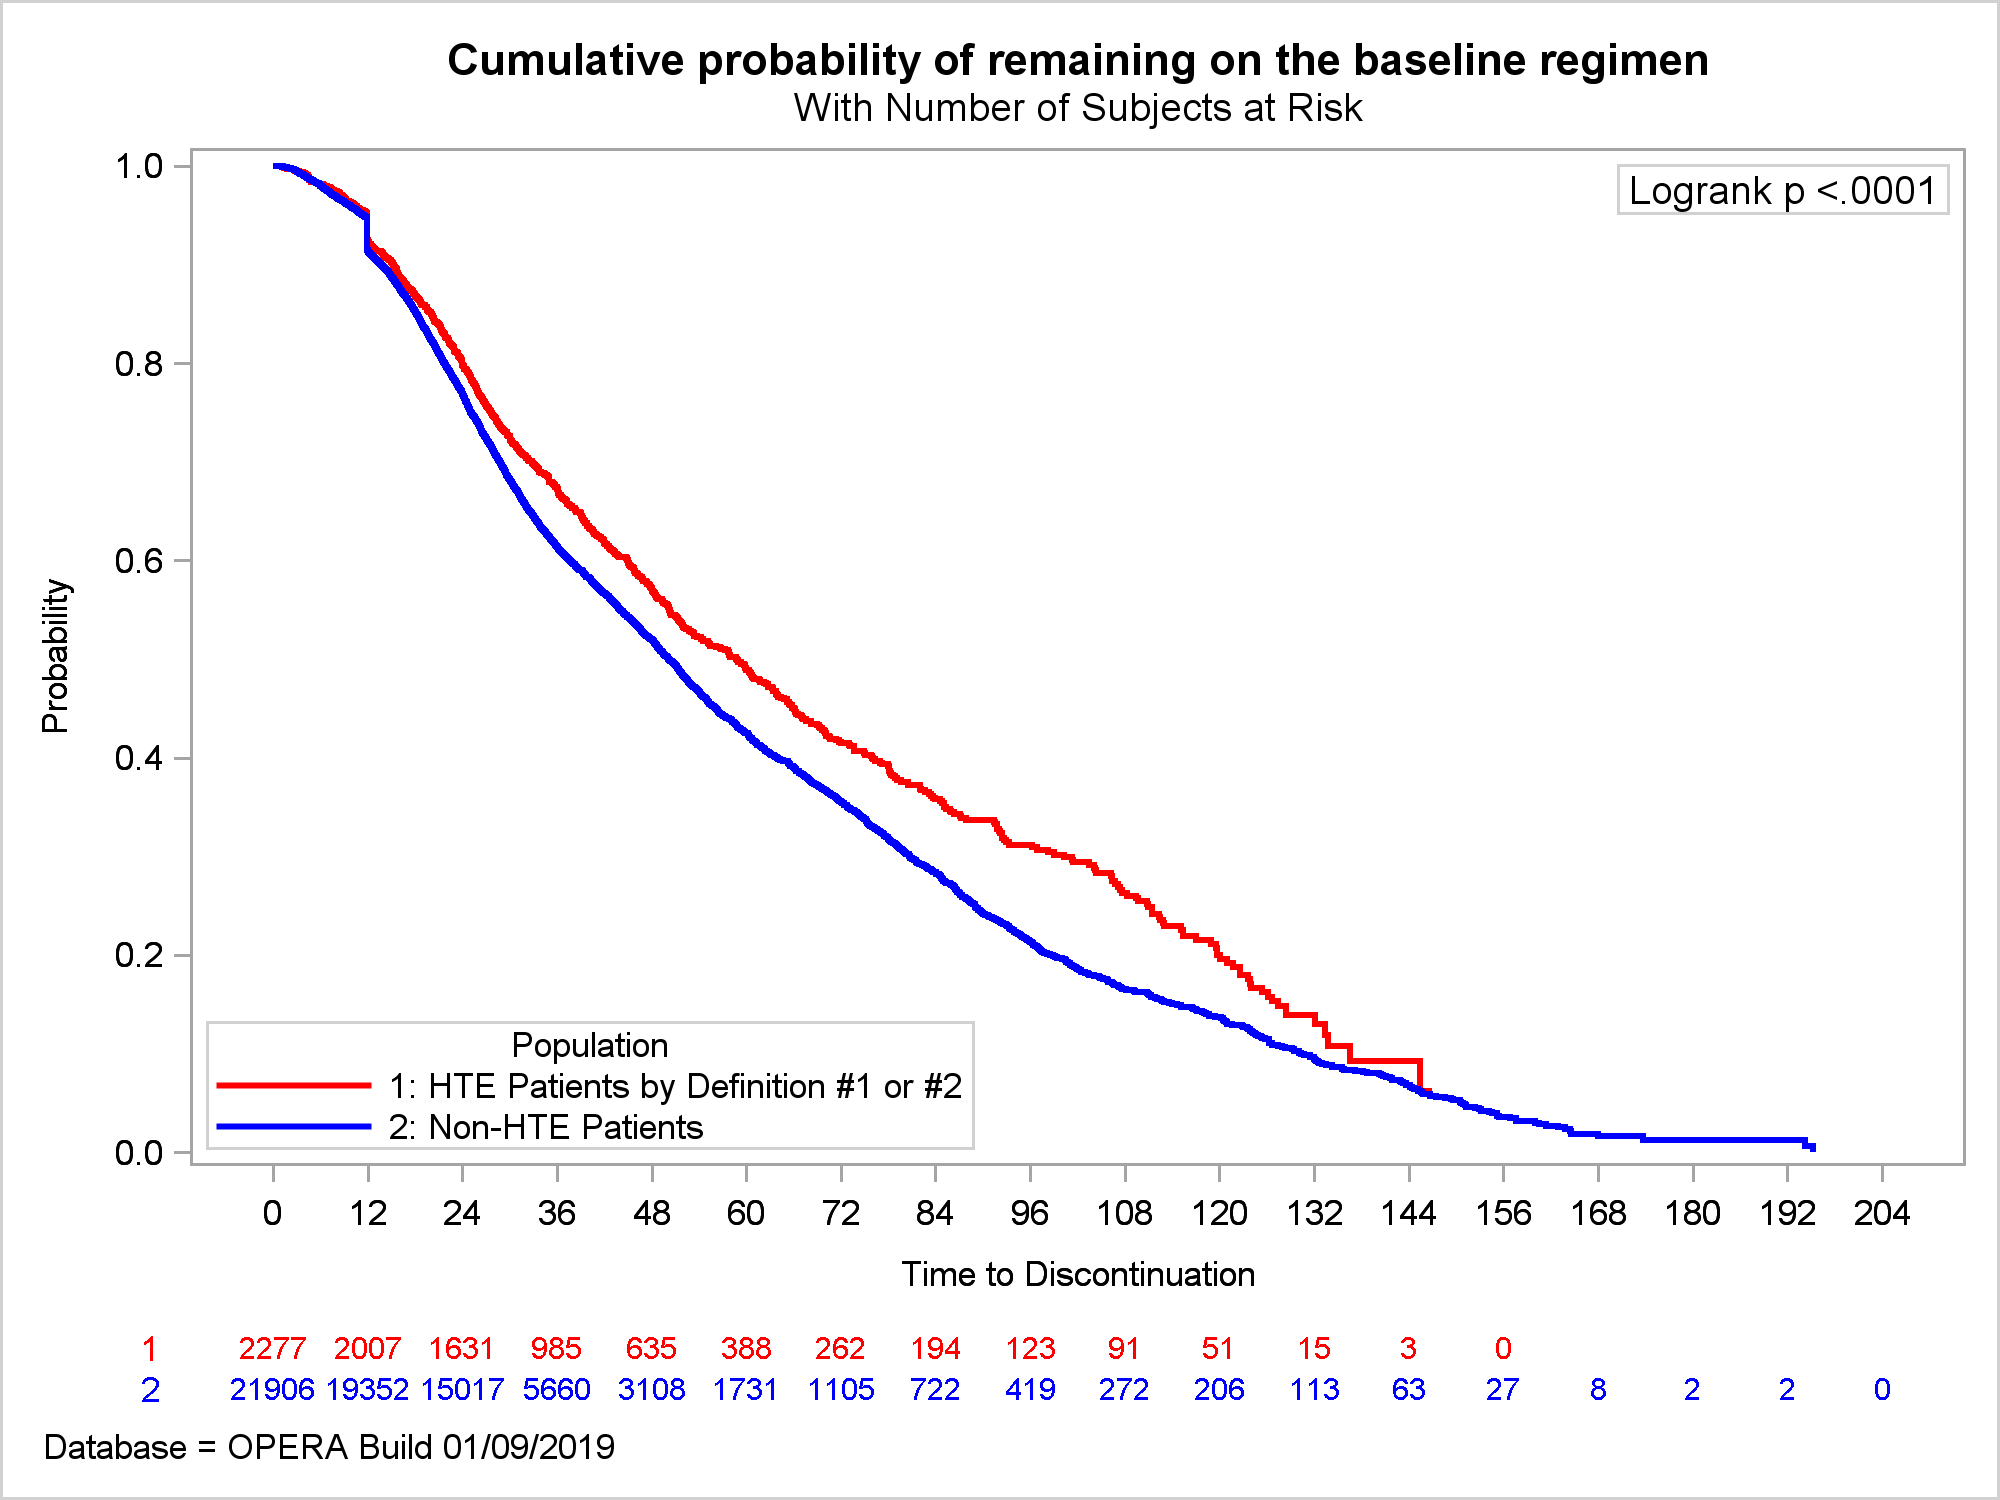 Cumulative probability of remaining on the baseline regimen
With Number of Subjects at Risk
Logrank p <.0001
1.0
0.8
0.6
0.4
0.2
0.0
Probability
Population
1: HTE Patients by Definition #1 or #2
2: Non-HTE Patients
0 12 24 36 48 60 72 84 96 108 120 132 144 156 168 180 192 204
Time to Discontinuation
1 2277 2007 1631 985 635 388 262 194 123 91 51 15 3 0
2 21906 19352 15017 5660 3108 1731 1105 722 419 272 206 113 63 27 8 2 2 0
Database = OPERA Build 01/09/2019